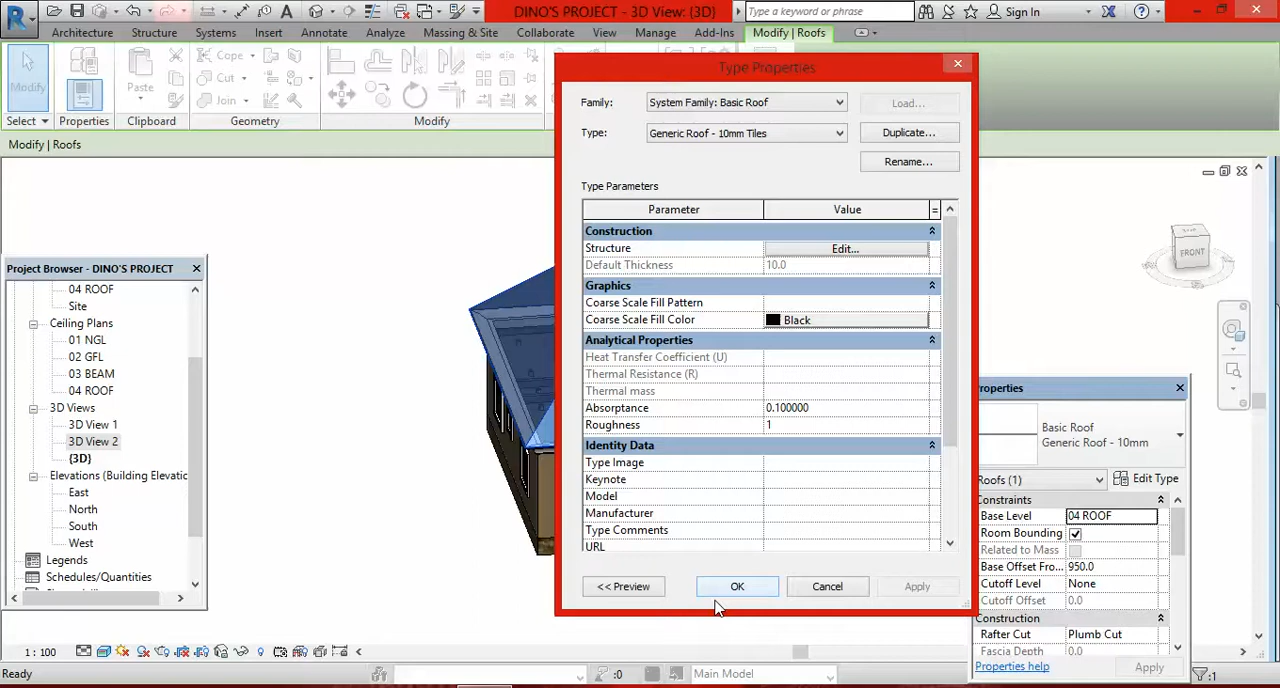 DINO'S PROJECT - 3D View: {3D}
Type a keyword or phrase
Sign In
Architecture Structure Systems Insert Annotate Analyze Massing & Site Collaborate View Manage Add-Ins Modify | Roofs
Modify
Paste
Cope
Cut
Join
Select Properties Clipboard Geometry Modify
Modify | Roofs
Type Properties
Family: System Family: Basic Roof Load...
Type: Generic Roof - 10mm Tiles Duplicate...
Rename...
Type Parameters
Parameter Value =
Construction
Structure Edit...
Default Thickness 10.0
Graphics
Coarse Scale Fill Pattern
Coarse Scale Fill Color Black
Analytical Properties
Heat Transfer Coefficient (U)
Thermal Resistance (R)
Thermal mass
Absorptance 0.100000
Roughness 1
Identity Data
Type Image
Keynote
Model
Manufacturer
Type Comments
URL
<< Preview OK Cancel Apply
Project Browser - DINO'S PROJECT
04 ROOF
Site
Ceiling Plans
01 NGL
02 GFL
03 BEAM
04 ROOF
3D Views
3D View 1
3D View 2
{3D}
Elevations (Building Elevatio
East
North
South
West
Legends
Schedules/Quantities
FRONT
roperties
Basic Roof
Generic Roof - 10mm
Roofs (1) Edit Type
Constraints
Base Level 04 ROOF
Room Bounding
Related to Mass
Base Offset Fro... 950.0
Cutoff Level None
Cutoff Offset 0.0
Construction
Rafter Cut Plumb Cut
Fascia Depth 0.0
Properties help Apply
1 : 100
Ready
:0
Main Model
:1